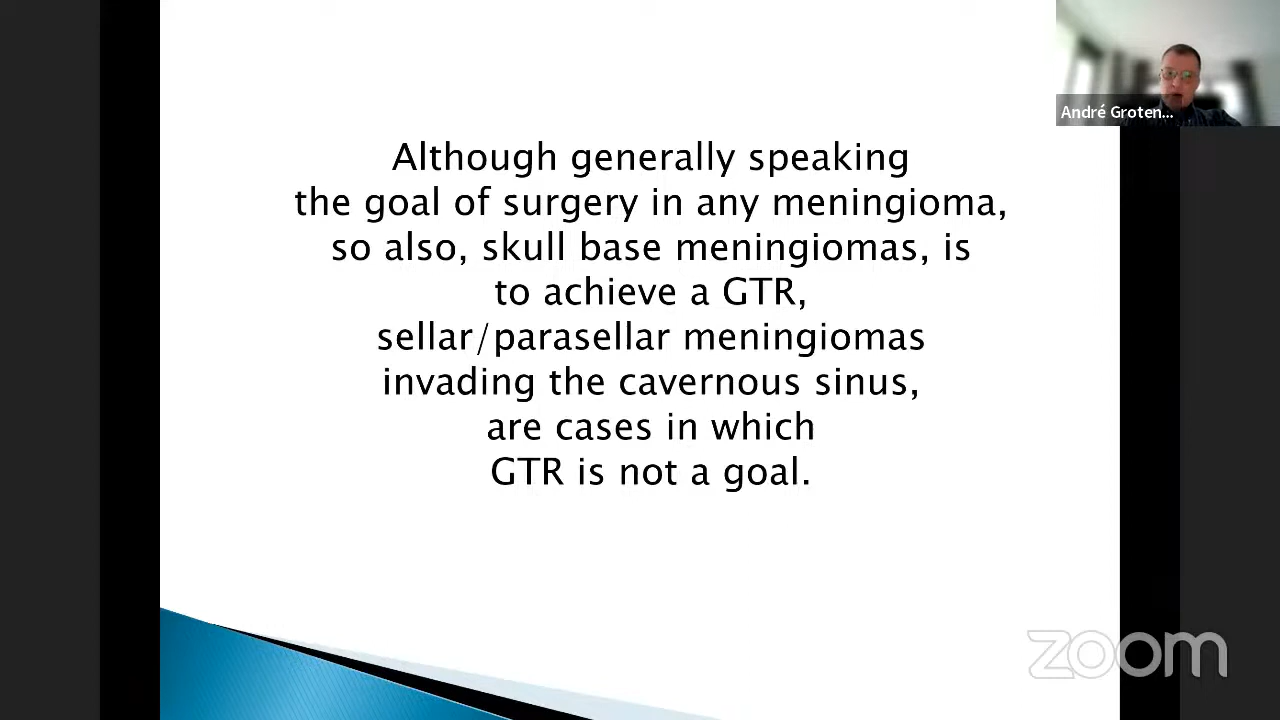 André Groten...
Although generally speaking
the goal of surgery in any meningioma,
so also, skull base meningiomas, is
to achieve a GTR,
sellar/parasellar meningiomas
invading the cavernous sinus,
are cases in which
GTR is not a goal.
zoom